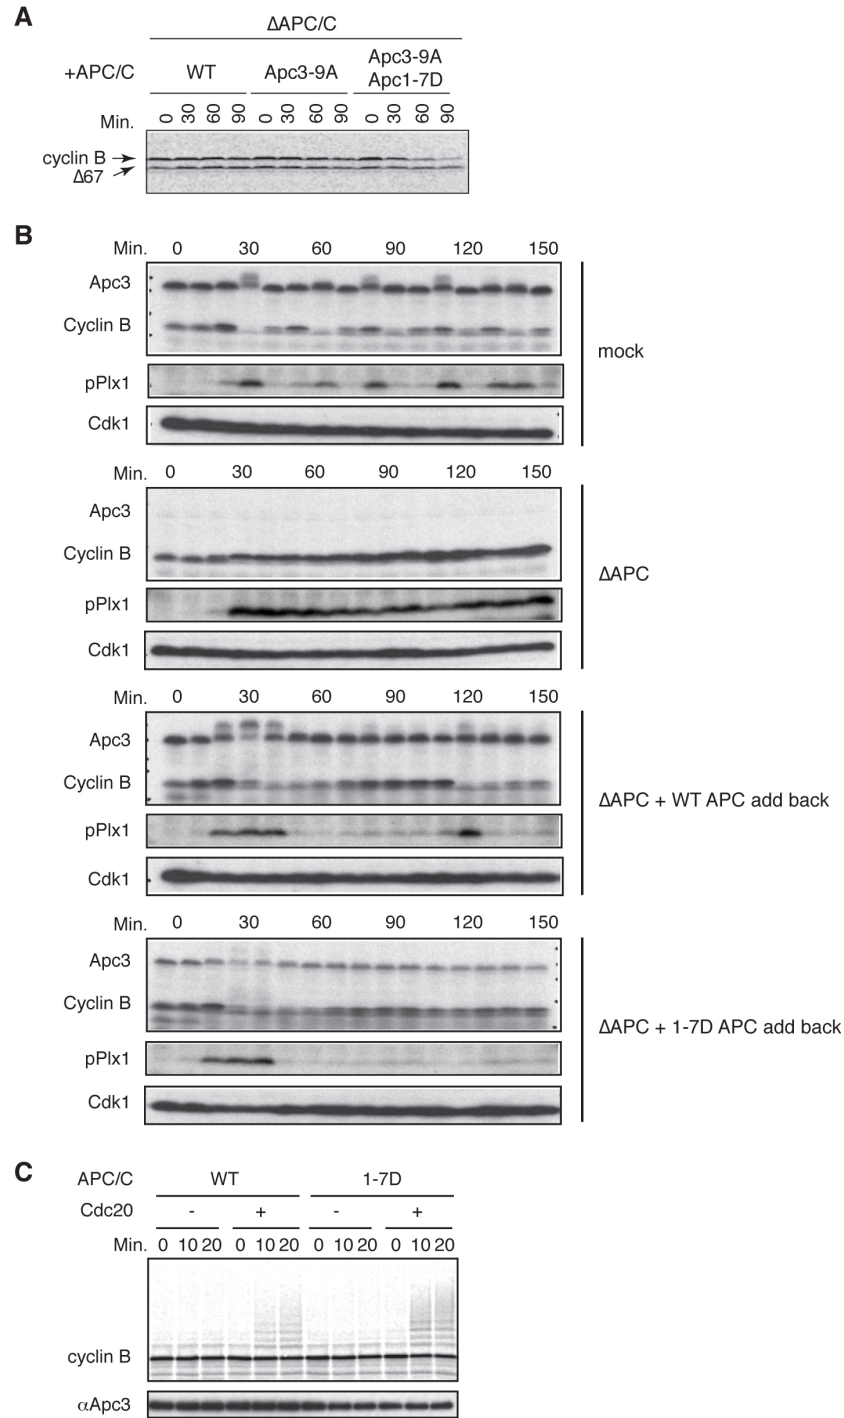 A
ΔAPC/C
+APC/C WT Apc3-9A Apc3-9A
Apc1-7D
Min. 0 30 60 90 0 30 60 90 0 30 60 90
cyclin B
Δ67
B
Min. 0 30 60 90 120 150
Apc3
Cyclin B
mock
pPlx1
Cdk1
Min. 0 30 60 90 120 150
Apc3
Cyclin B
ΔAPC
pPlx1
Cdk1
Min. 0 30 60 90 120 150
Apc3
Cyclin B
ΔAPC + WT APC add back
pPlx1
Cdk1
Min. 0 30 60 90 120 150
Apc3
Cyclin B
ΔAPC + 1-7D APC add back
pPlx1
Cdk1
C
APC/C WT 1-7D
Cdc20 - + - +
Min. 0 10 20 0 10 20 0 10 20 0 10 20
cyclin B
αApc3